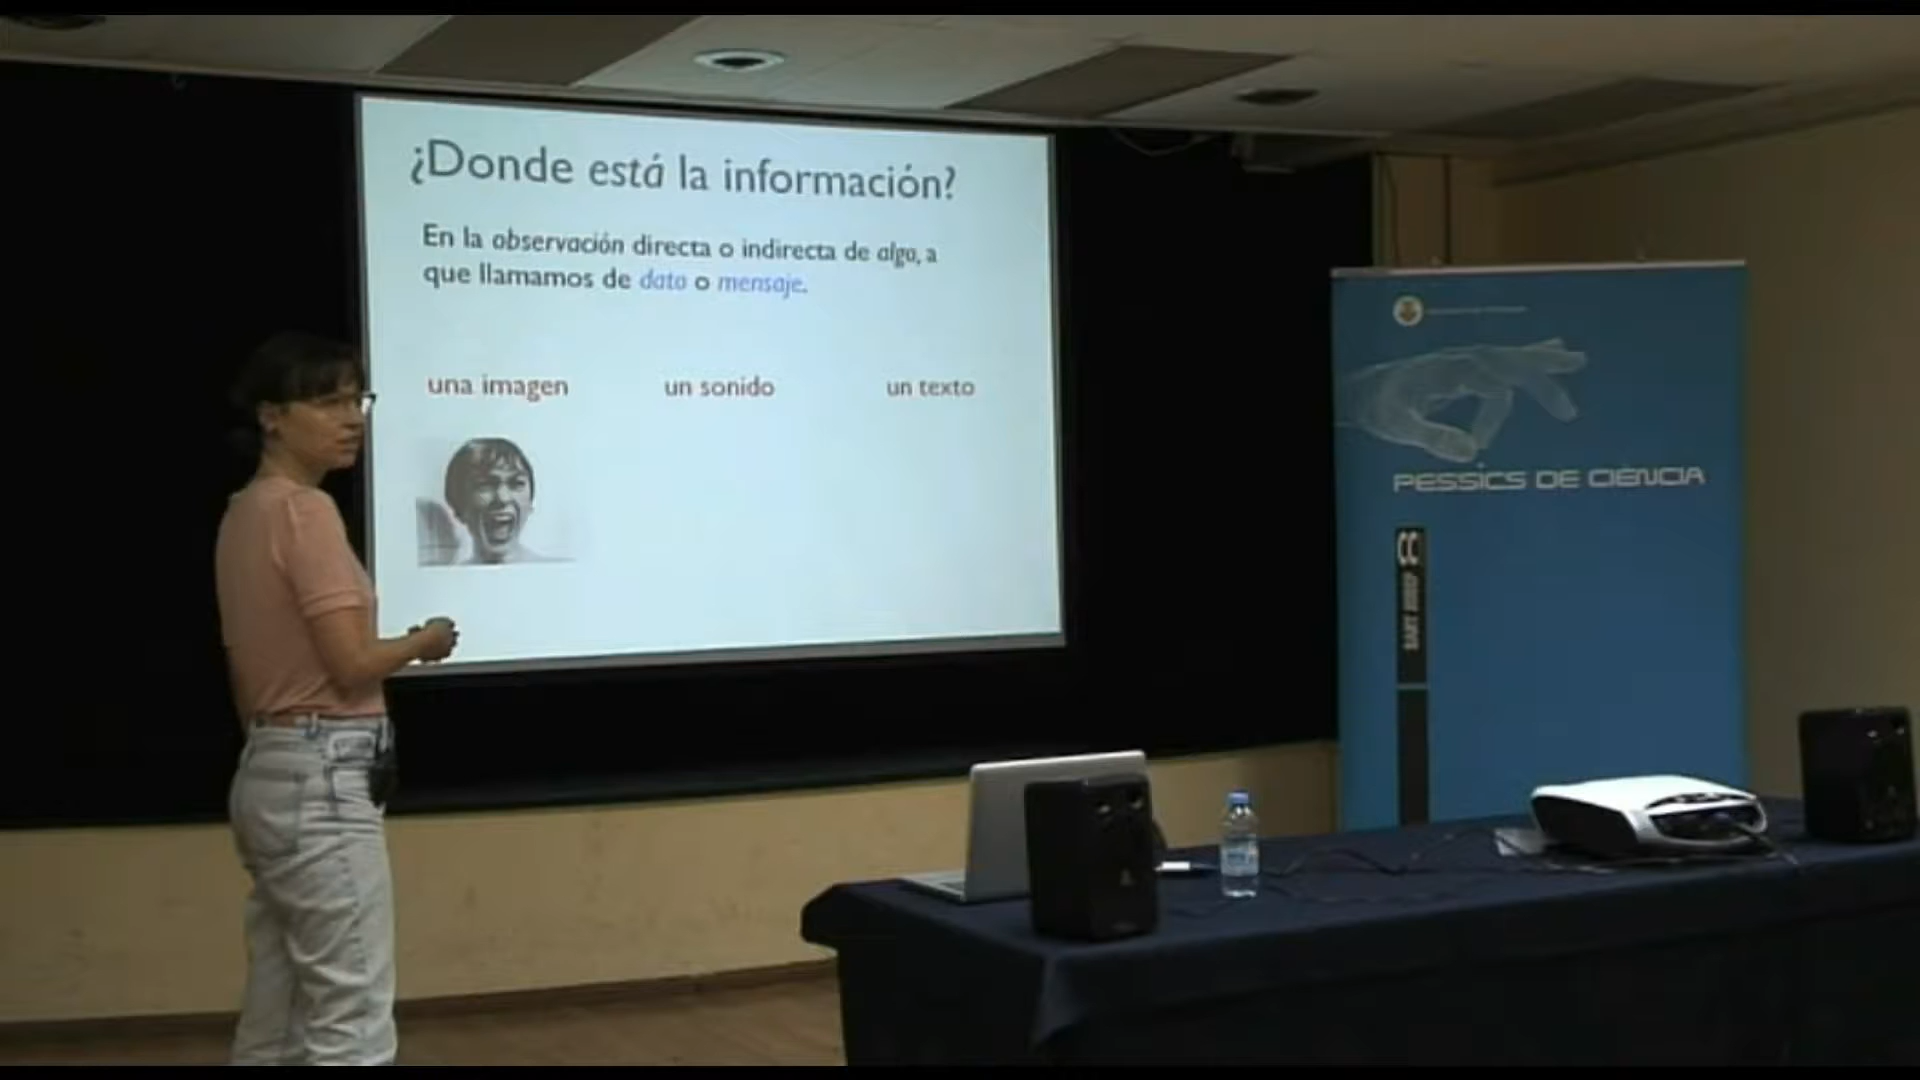 ¿Donde está la información?
En la observación directa o indirecta de algo, a
que llamamos de dato o mensaje.
una imagen
un sonido
un texto
PESSICS DE CIÈNCIA